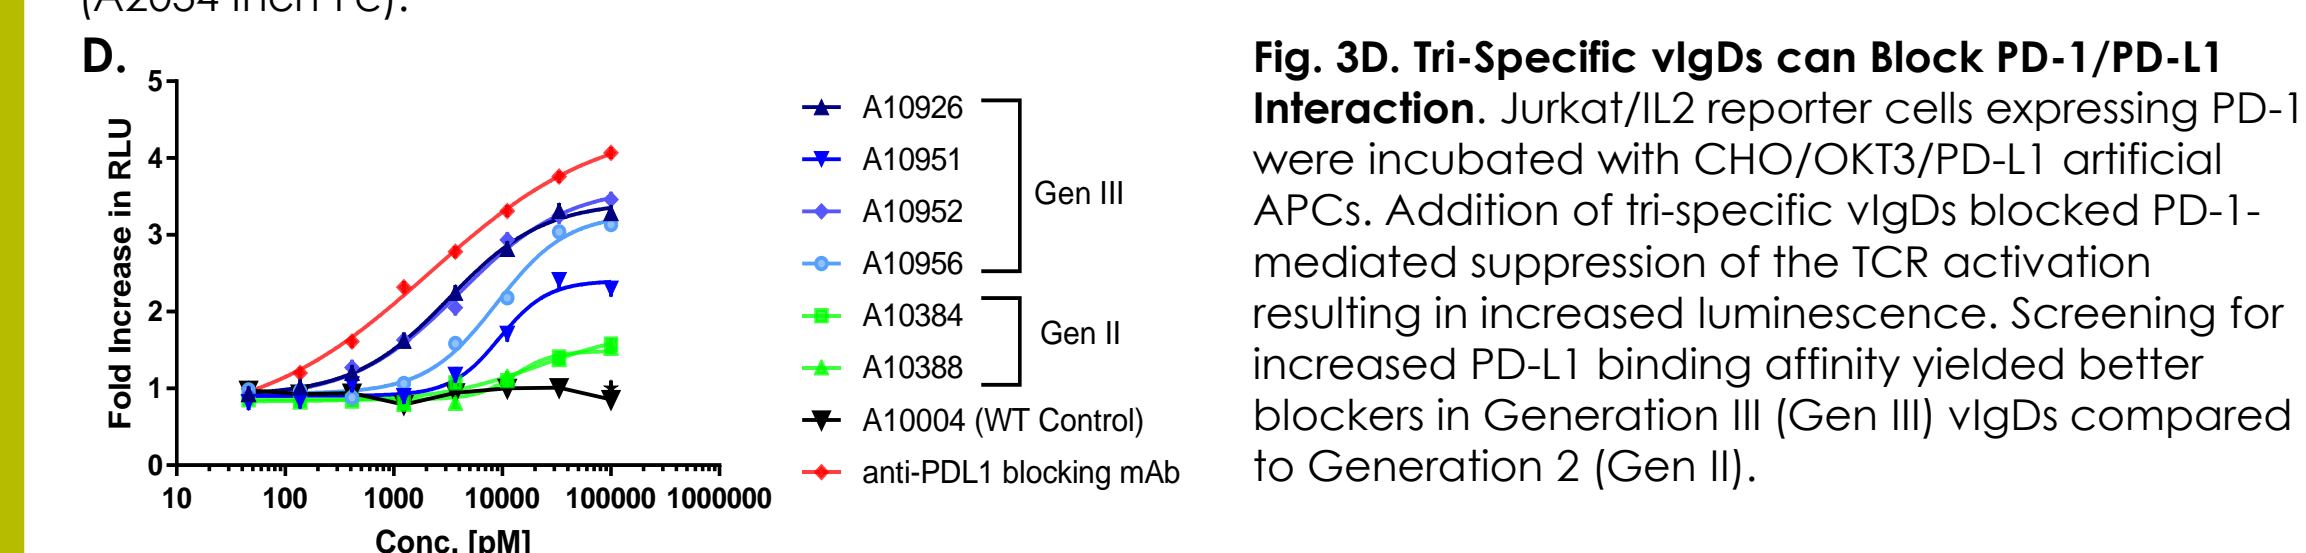 (A2034 with Fc).
D.
5
4
3
2
1
0
Fold Increase in RLU
10 100 1000 10000 100000 1000000
Conc. [pM]
A10926
A10951
A10952
A10956
Gen III
A10384
A10388
Gen II
A10004 (WT Control)
anti-PDL1 blocking mAb
Fig. 3D. Tri-Specific vIgDs can Block PD-1/PD-L1
Interaction. Jurkat/IL2 reporter cells expressing PD-1
were incubated with CHO/OKT3/PD-L1 artificial
APCs. Addition of tri-specific vIgDs blocked PD-1-
mediated suppression of the TCR activation
resulting in increased luminescence. Screening for
increased PD-L1 binding affinity yielded better
blockers in Generation III (Gen III) vIgDs compared
to Generation 2 (Gen II).